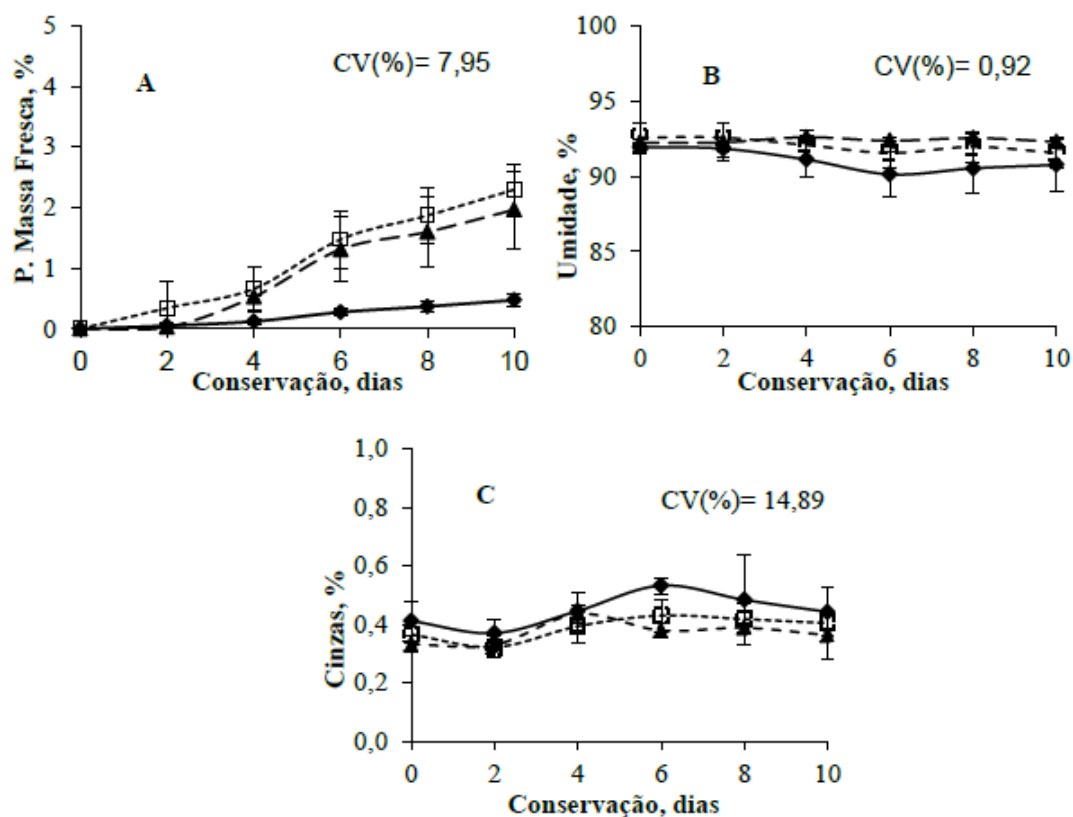 P. Massa Fresca, %
5
4
3
2
1
0
A
CV(%)= 7,95
0 2 4 6 8 10
Conservação, dias
Umidade, %
100
95
90
85
80
B
CV(%)= 0,92
0 2 4 6 8 10
Conservação, dias
Cinzas, %
1,0
0,8
0,6
0,4
0,2
0,0
C
CV(%)= 14,89
0 2 4 6 8 10
Conservação, dias